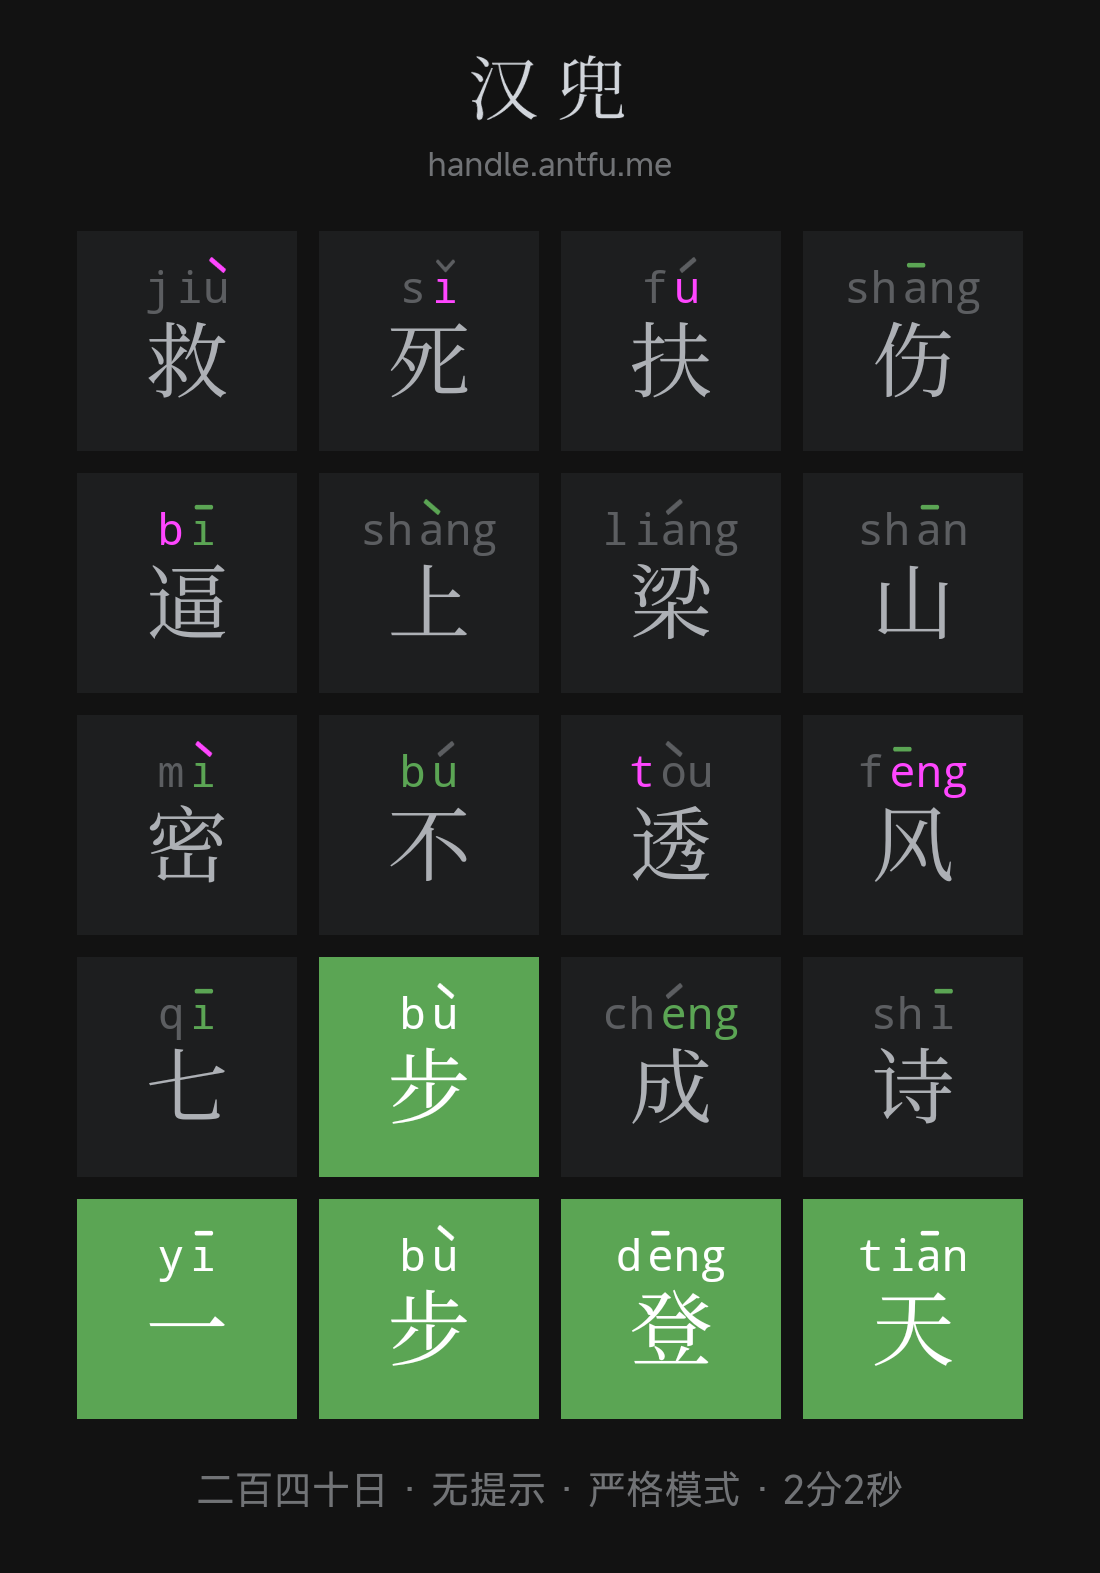 汉兜
handle.antfu.me
jiù sǐ fú shāng
救 死 扶 伤
bī shàng liáng shān
逼 上 梁 山
mì bú tòu fēng
密 不 透 风
qī bù chéng shī
七 步 成 诗
yī bù dēng tiān
一 步 登 天
二百四十日 · 无提示 · 严格模式 · 2分2秒